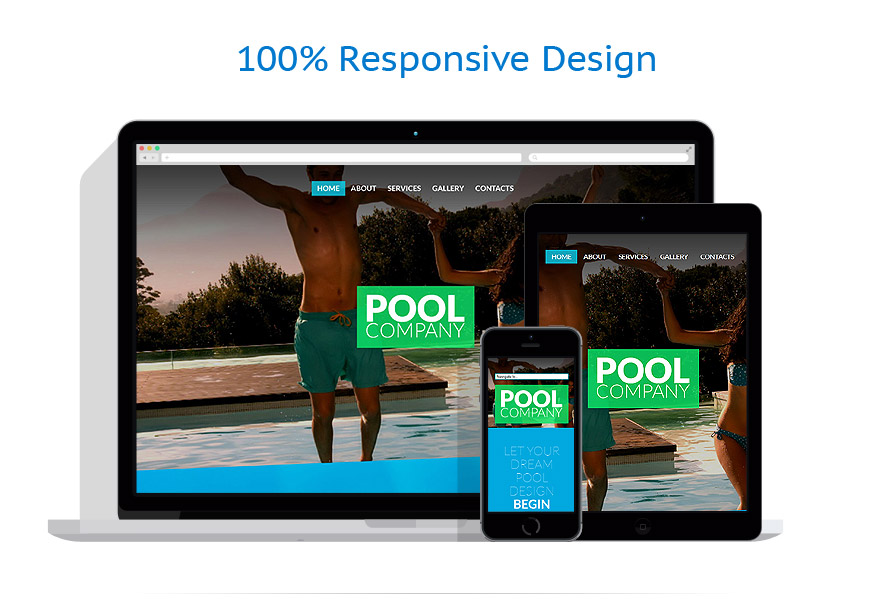 100% Responsive Design
HOME ABOUT SERVICES GALLERY CONTACTS
POOL
COMPANY
HOME ABOUT SERVICES GALLERY CONTACTS
POOL
COMPANY
Navigate to...
POOL
COMPANY
LET YOUR
DREAM
POOL
DESIGN
BEGIN